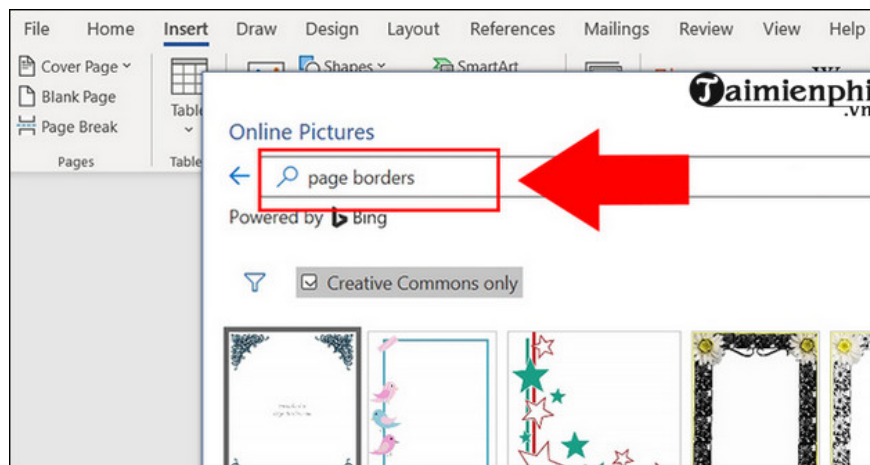 File Home Insert Draw Design Layout References Mailings Review View Help
Cover Page
Blank Page
Page Break
Pages
Table
Tables
Shapes
SmartArt
Taimienphi
.vn
Online Pictures
page borders
Powered by Bing
Creative Commons only